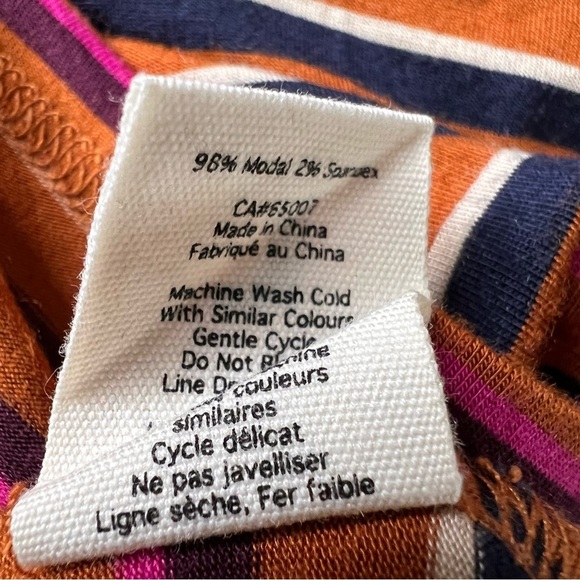 98% Modal 2% Spandex
CA#65007
Made in China
Fabriqué au China
Machine Wash Cold
With Similar Colours
Gentle Cycle
Do Not
Line
couleurs
similaires
Cycle délicat
Ne pas javelliser
Ligne sèche, Fer faible